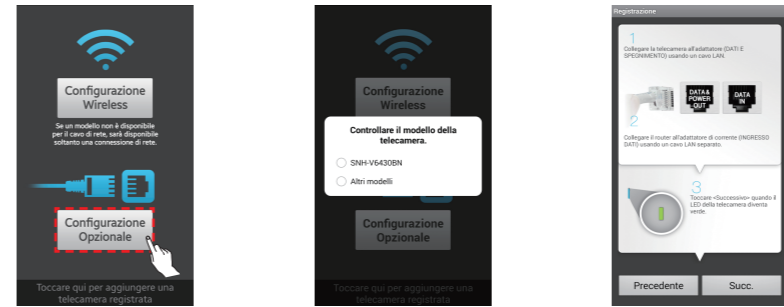 Configurazione
Wireless
Se un modello non è disponibile
per il cavo di rete, sarà disponibile
soltanto una connessione di rete.
Configurazione
Opzionale
Toccare qui per aggiungere una
telecamera registrata
Configurazione
Wireless
Controllare il modello della
telecamera.
SNH-V6430BN
Altri modelli
Configurazione
Opzionale
Toccare qui per aggiungere una
telecamera registrata
Registrazione
1
Collegare la telecamera all'adattatore (DATI E
SPEGNIMENTO) usando un cavo LAN.
DATA &
POWER
OUT
DATA
IN
2
Collegare il router all'adattatore di corrente (INGRESSO
DATI) usando un cavo LAN separato.
3
Toccare «Successivo» quando il
LED della telecamera diventa
verde.
Precedente
Succ.